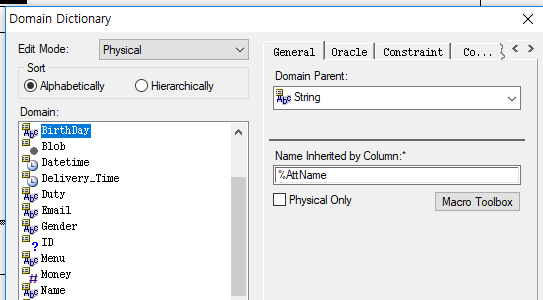 Domain Dictionary
Edit Mode:
Physical
Sort
Alphabetically
Hierarchically
Domain:
BirthDay
Blob
Datetime
Delivery_Time
Duty
Email
Gender
ID
Menu
Money
Name
General
Oracle
Constraint
Co...
Domain Parent:
String
Name Inherited by Column:*
%AttName
Physical Only
Macro Toolbox